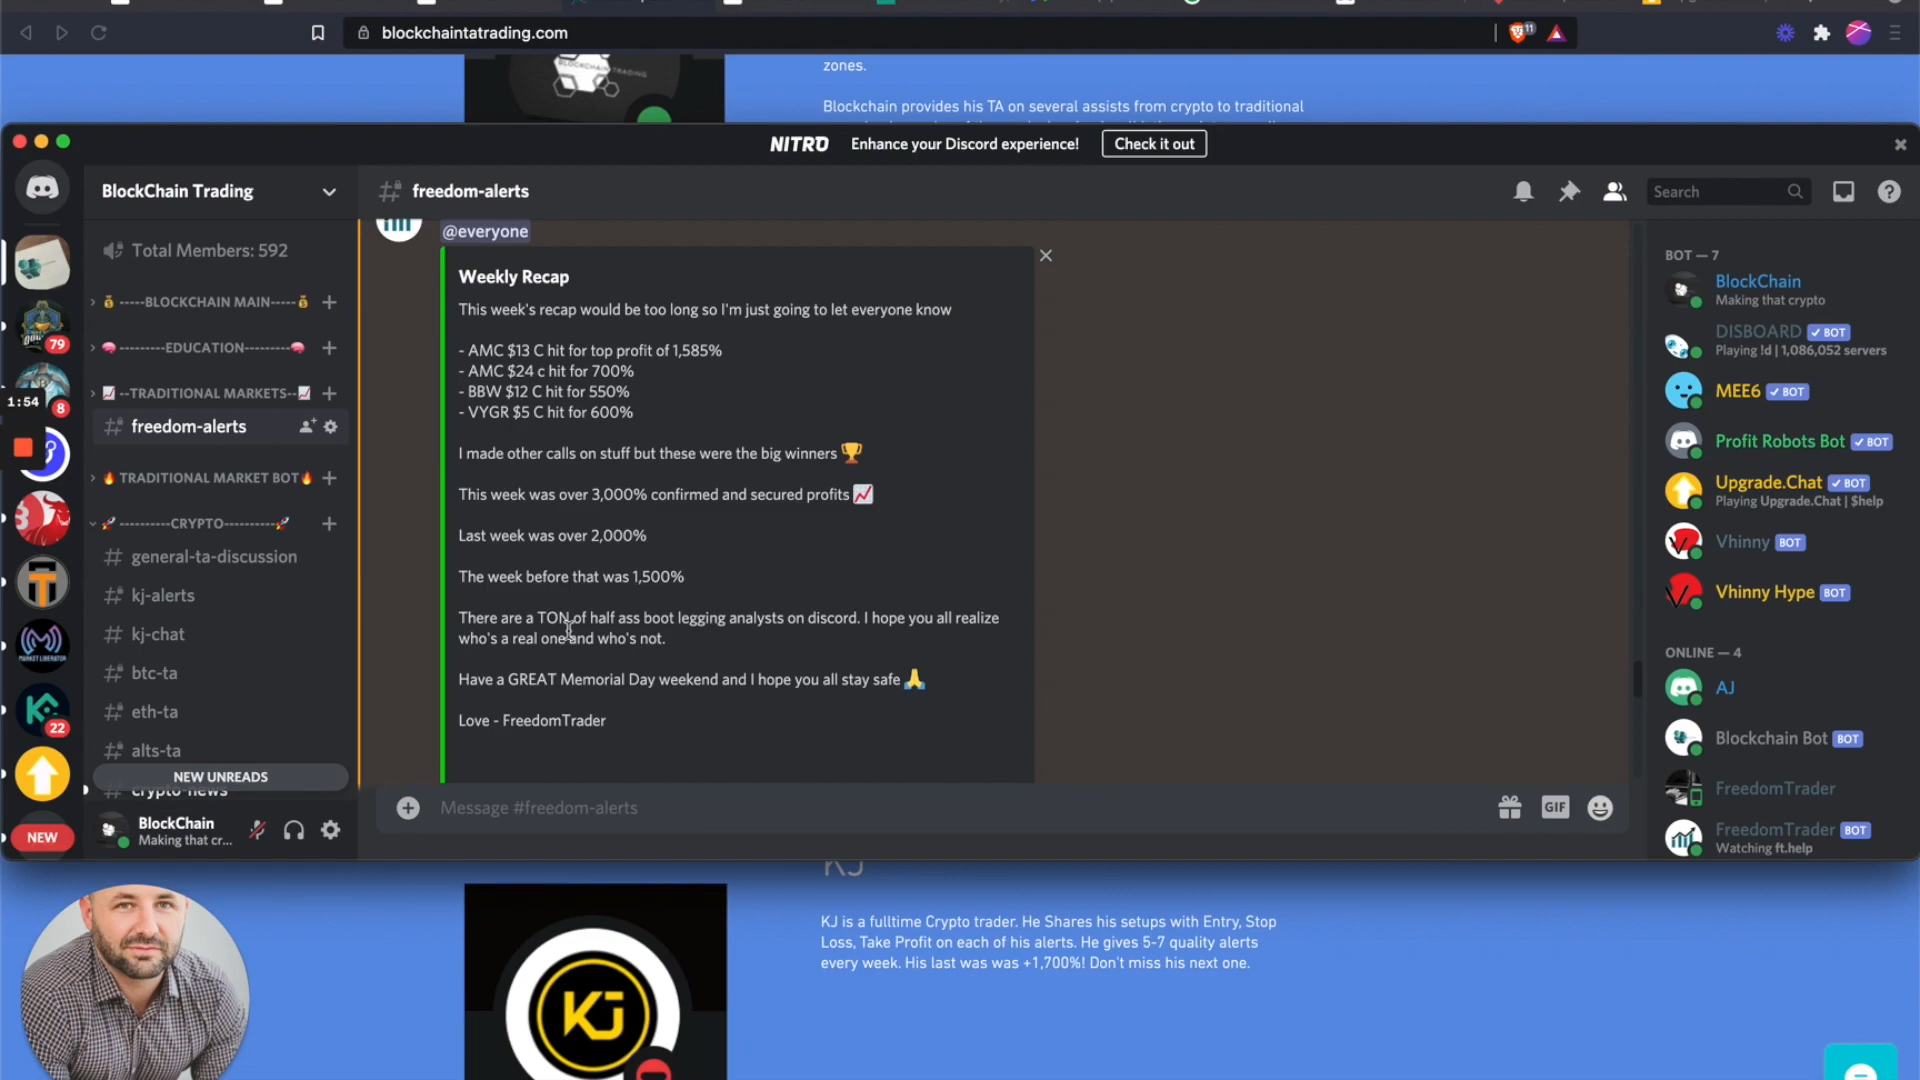 blockchaintatrading.com
11
zones.
BLOCKCHAIN TRADING
Blockchain provides his TA on several assists from crypto to traditional
NITRO Enhance your Discord experience! Check it out
BlockChain Trading
freedom-alerts
Search
Total Members: 592
-----BLOCKCHAIN MAIN-----
---------EDUCATION---------
--TRADITIONAL MARKETS--
freedom-alerts
TRADITIONAL MARKET BOT
----------CRYPTO----------
general-ta-discussion
kj-alerts
kj-chat
btc-ta
eth-ta
alts-ta
NEW UNREADS
crypto-news
BlockChain
Making that cr...
79
8
1:54
MARKET LIBERATOR
22
NEW
@everyone
Weekly Recap
This week's recap would be too long so I'm just going to let everyone know
- AMC $13 C hit for top profit of 1,585%
- AMC $24 c hit for 700%
- BBW $12 C hit for 550%
- VYGR $5 C hit for 600%
I made other calls on stuff but these were the big winners
This week was over 3,000% confirmed and secured profits
Last week was over 2,000%
The week before that was 1,500%
There are a TON of half ass boot legging analysts on discord. I hope you all realize
who's a real one and who's not.
Have a GREAT Memorial Day weekend and I hope you all stay safe
Love - FreedomTrader
Message #freedom-alerts
GIF
BOT — 7
BlockChain
Making that crypto
DISBOARD BOT
Playing !d | 1,086,052 servers
MEE6 BOT
Profit Robots Bot BOT
Upgrade.Chat BOT
Playing Upgrade.Chat | $help
Vhinny BOT
Vhinny Hype BOT
ONLINE — 4
AJ
Blockchain Bot BOT
FreedomTrader
FreedomTrader BOT
Watching ft.help
KJ
KJ is a fulltime Crypto trader. He Shares his setups with Entry, Stop
Loss, Take Profit on each of his alerts. He gives 5-7 quality alerts
every week. His last was was +1,700%! Don't miss his next one.
KJ